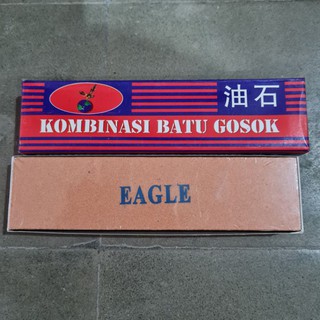 油石
KOMBINASI BATU GOSOK
EAGLE